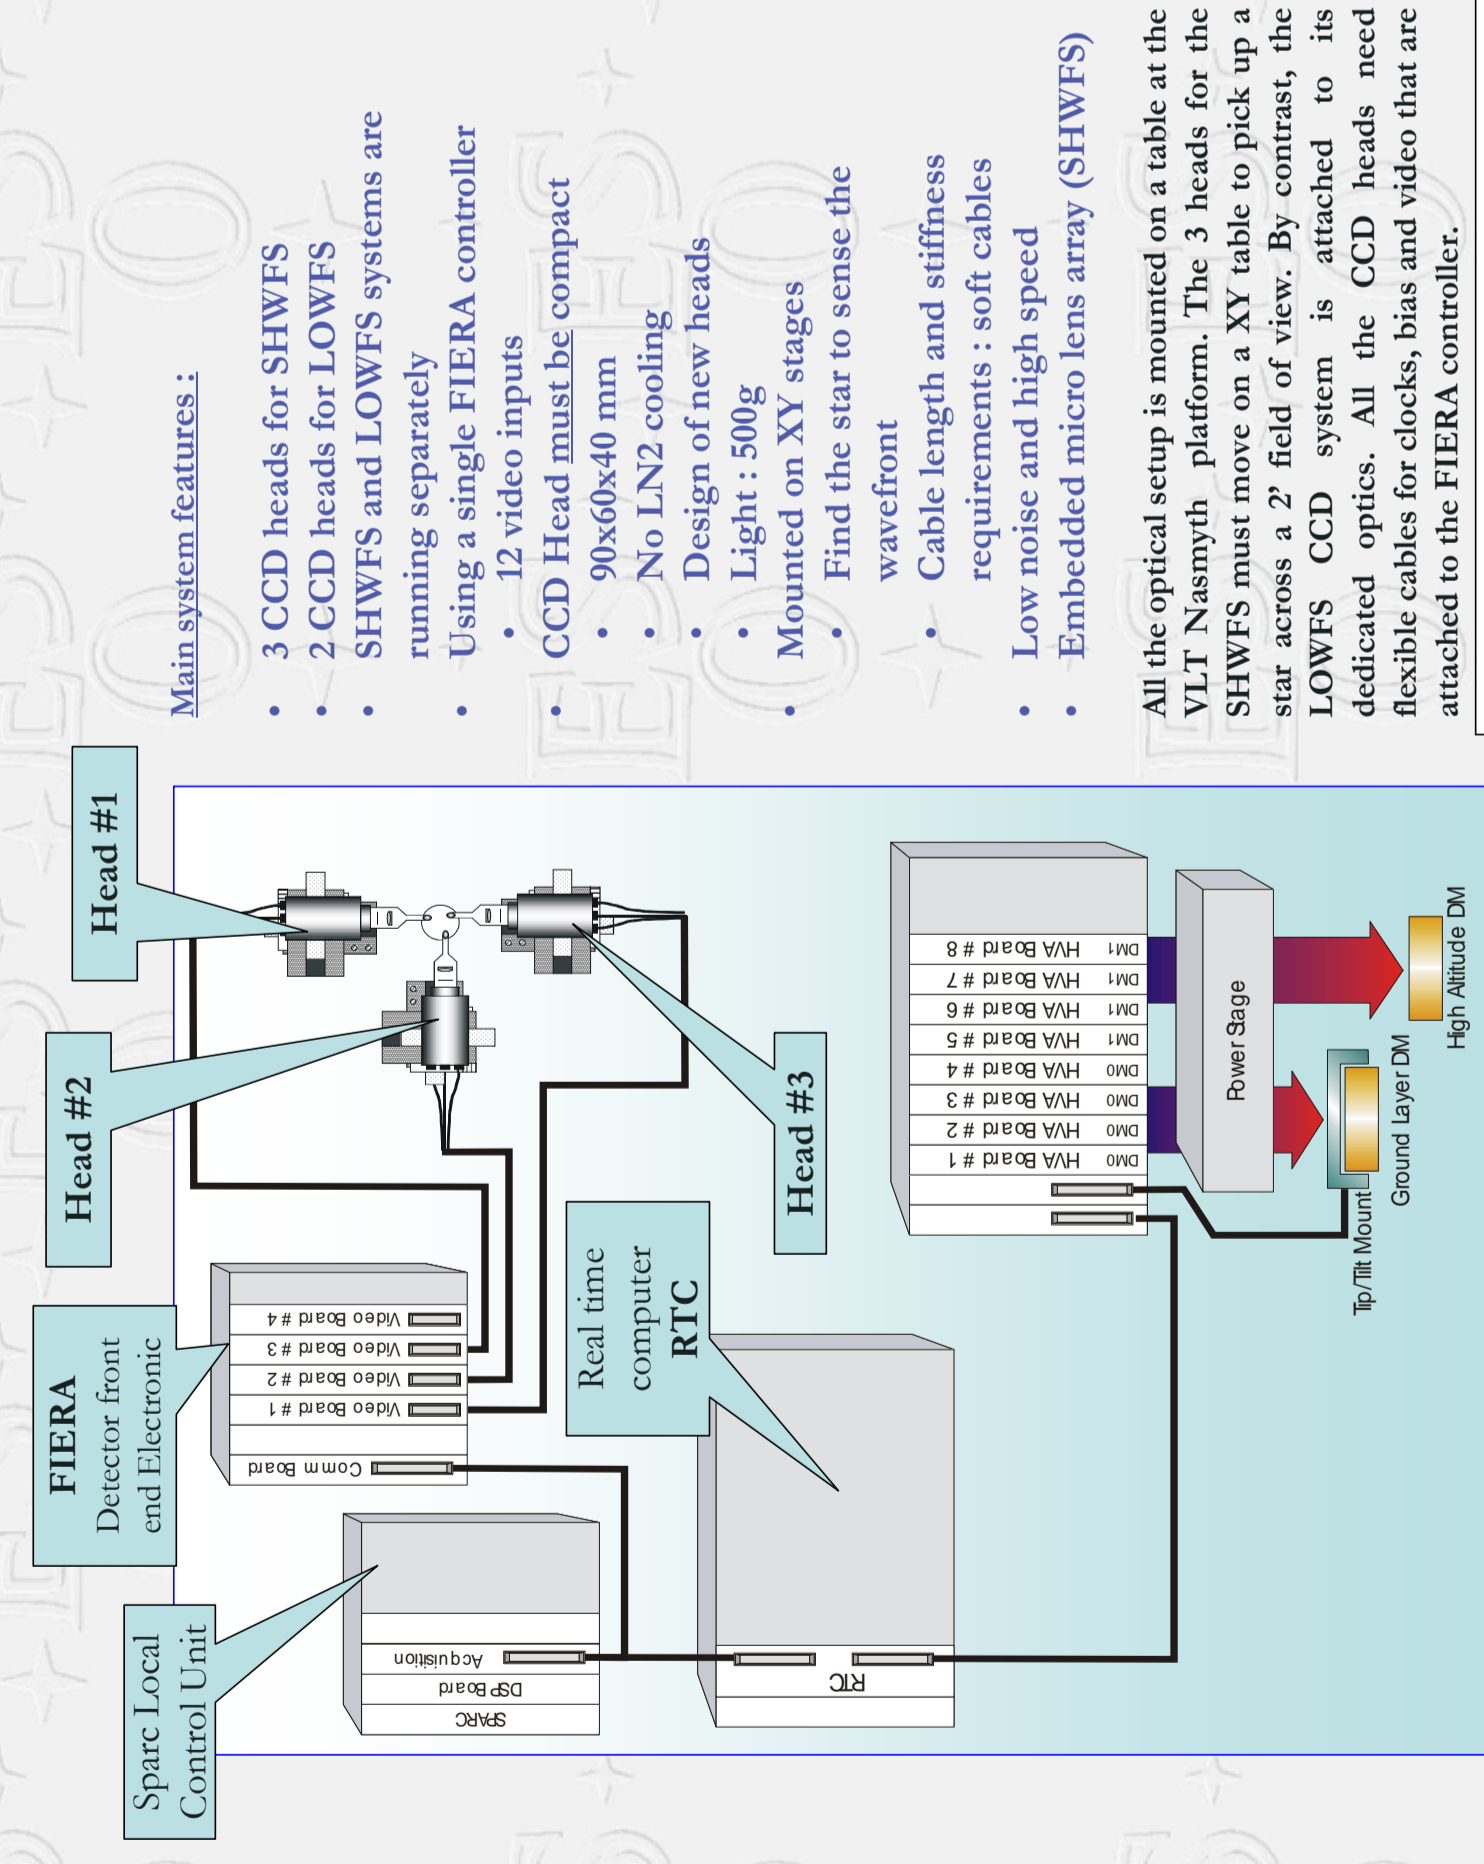 Sparc Local
Control Unit
FIERA
Detector front
end Electronic
Head #2
Head #1
SPARC
DSP Board
Acquisition
Comm Board
Video Board # 1
Video Board # 2
Video Board # 3
Video Board # 4
Real time
computer
RTC
Head #3
RTC
DM0 HVA Board # 1
DM0 HVA Board # 2
DM0 HVA Board # 3
DM0 HVA Board # 4
DM1 HVA Board # 5
DM1 HVA Board # 6
DM1 HVA Board # 7
DM1 HVA Board # 8
Power Stage
Tip/Tilt Mount
Ground Layer DM
High Altitude DM
Main system features :
• 3 CCD heads for SHWFS
• 2 CCD heads for LOWFS
• SHWFS and LOWFS systems are
running separately
• Using a single FIERA controller
• 12 video inputs
• CCD Head must be compact
• 90x60x40 mm
• No LN2 cooling
• Design of new heads
• Light : 500g
• Mounted on XY stages
• Find the star to sense the
wavefront
• Cable length and stiffness
requirements : soft cables
• Low noise and high speed
• Embedded micro lens array (SHWFS)
All the optical setup is mounted on a table at the
VLT Nasmyth platform. The 3 heads for the
SHWFS must move on a XY table to pick up a
star across a 2’ field of view. By contrast, the
LOWFS CCD system is attached to its
dedicated optics. All the CCD heads need
flexible cables for clocks, bias and video that are
attached to the FIERA controller.